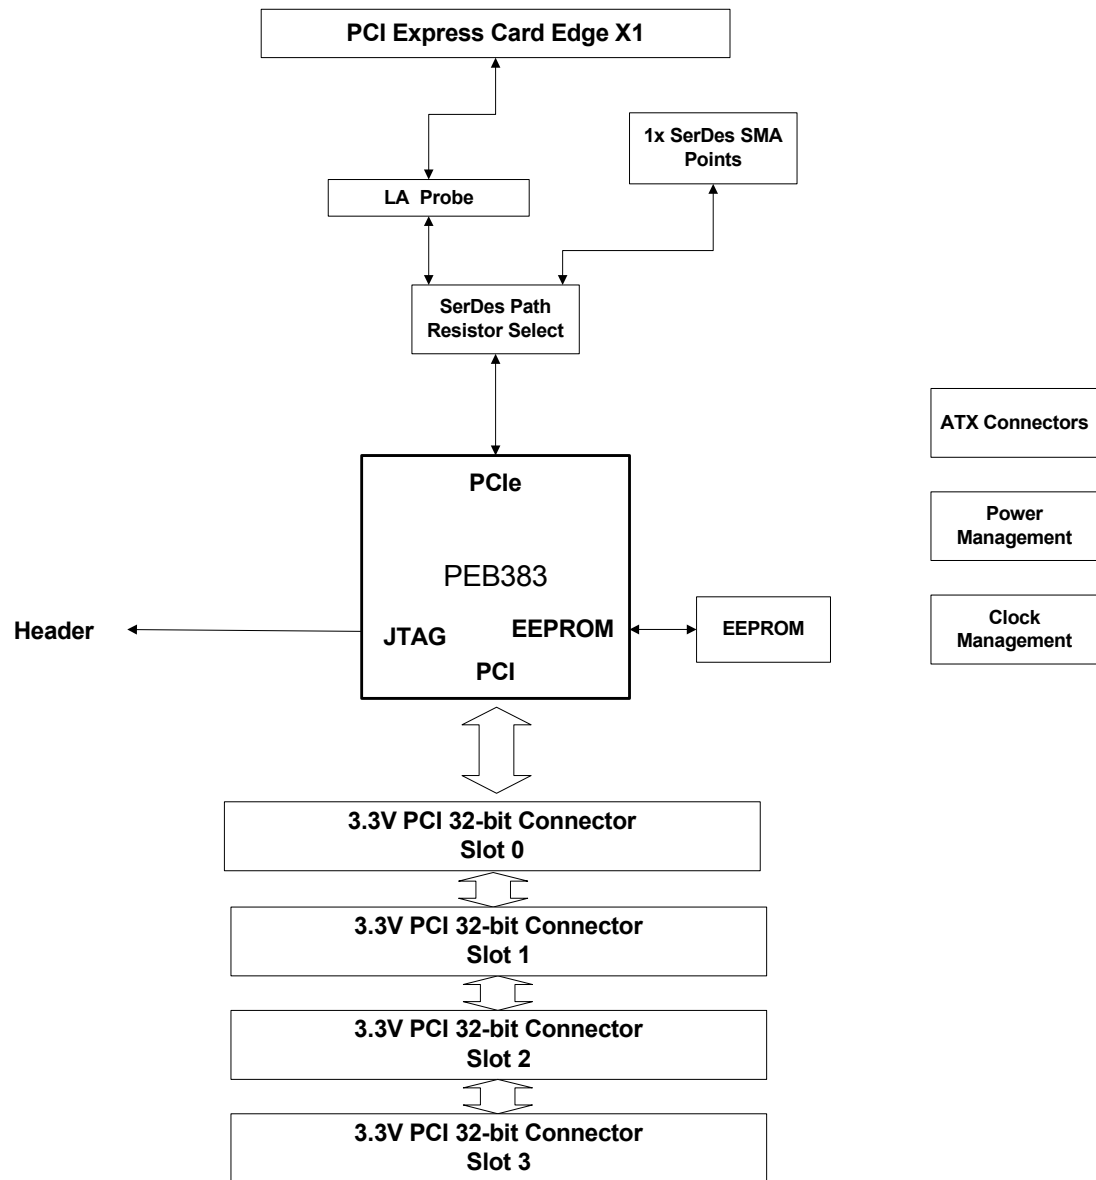 PCI Express Card Edge X1
1x SerDes SMA
Points
LA Probe
SerDes Path
Resistor Select
ATX Connectors
PCIe
Power
Management
PEB383
Clock
Management
Header
JTAG
EEPROM
EEPROM
PCI
3.3V PCI 32-bit Connector
Slot 0
3.3V PCI 32-bit Connector
Slot 1
3.3V PCI 32-bit Connector
Slot 2
3.3V PCI 32-bit Connector
Slot 3